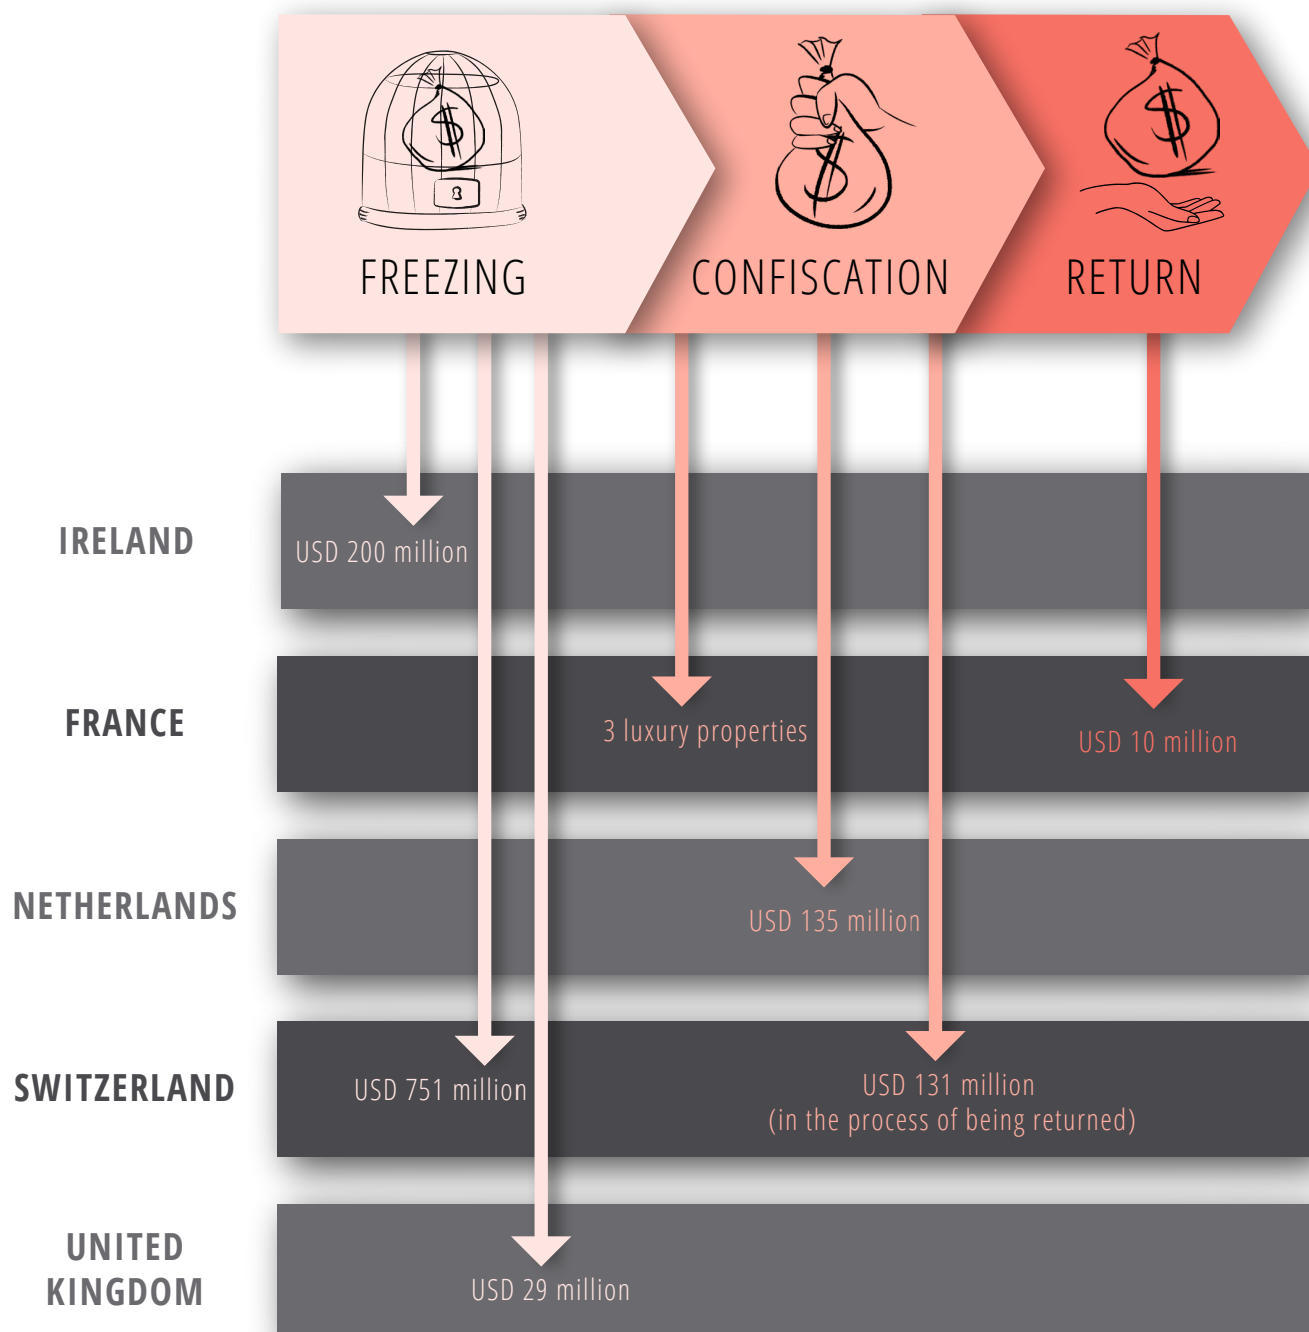 FREEZING
CONFISCATION
RETURN
IRELAND
USD 200 million
FRANCE
3 luxury properties
USD 10 million
NETHERLANDS
USD 135 million
SWITZERLAND
USD 751 million
USD 131 million
(in the process of being returned)
UNITED
KINGDOM
USD 29 million